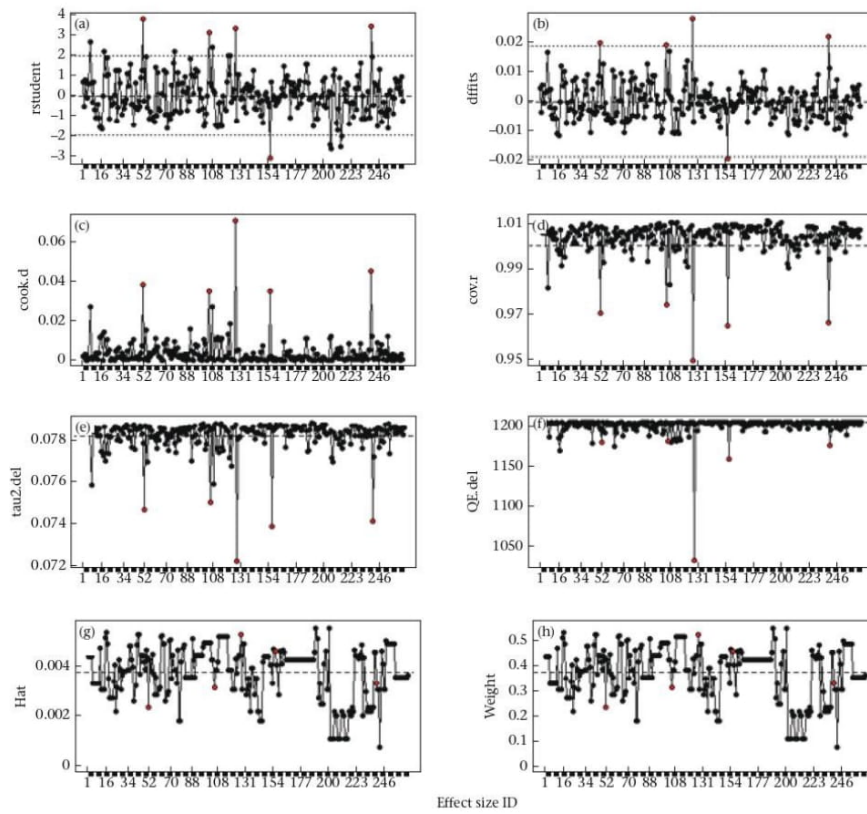 (a)
rstudent
4
3
2
1
0
−1
−2
−3
1 16 34 52 70 88 108 131 154 177 200 223 246
(b)
dffits
0.02
0.01
0
−0.01
−0.02
1 16 34 52 70 88 108 131 154 177 200 223 246
(c)
cook.d
0.06
0.04
0.02
0
1 16 34 52 70 88 108 131 154 177 200 223 246
(d)
cov.r
1.01
0.99
0.97
0.95
1 16 34 52 70 88 108 131 154 177 200 223 246
(e)
tau2.del
0.078
0.076
0.074
0.072
1 16 34 52 70 88 108 131 154 177 200 223 246
(f)
QE.del
1200
1150
1100
1050
1 16 34 52 70 88 108 131 154 177 200 223 246
(g)
Hat
0.004
0.002
0
1 16 34 52 70 88 108 131 154 177 200 223 246
(h)
Weight
0.5
0.4
0.3
0.2
0.1
0
1 16 34 52 70 88 108 131 154 177 200 223 246
Effect size ID